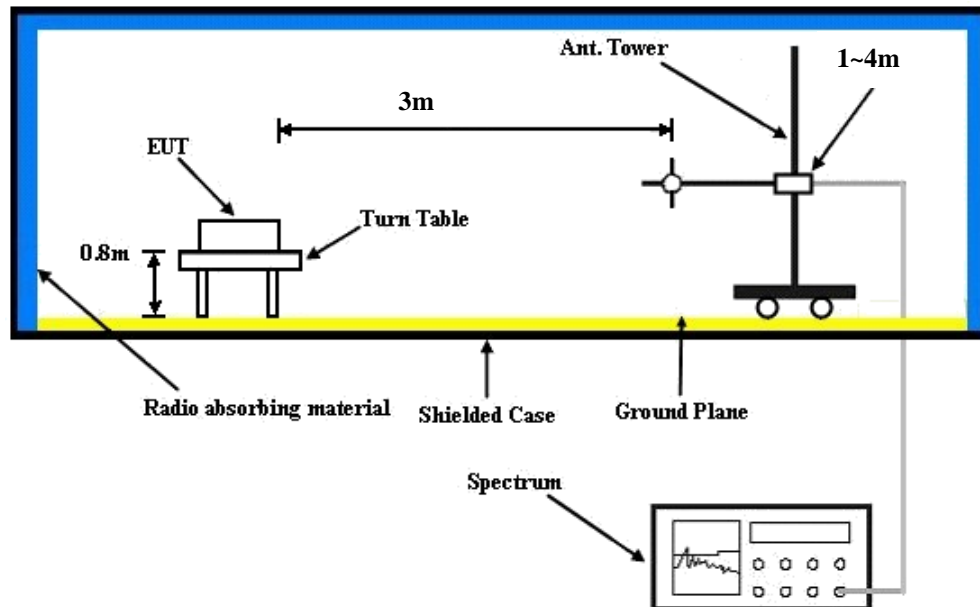 Ant. Tower
1~4m
3m
EUT
Turn Table
0.8m
Radio absorbing material
Shielded Case
Ground Plane
Spectrum